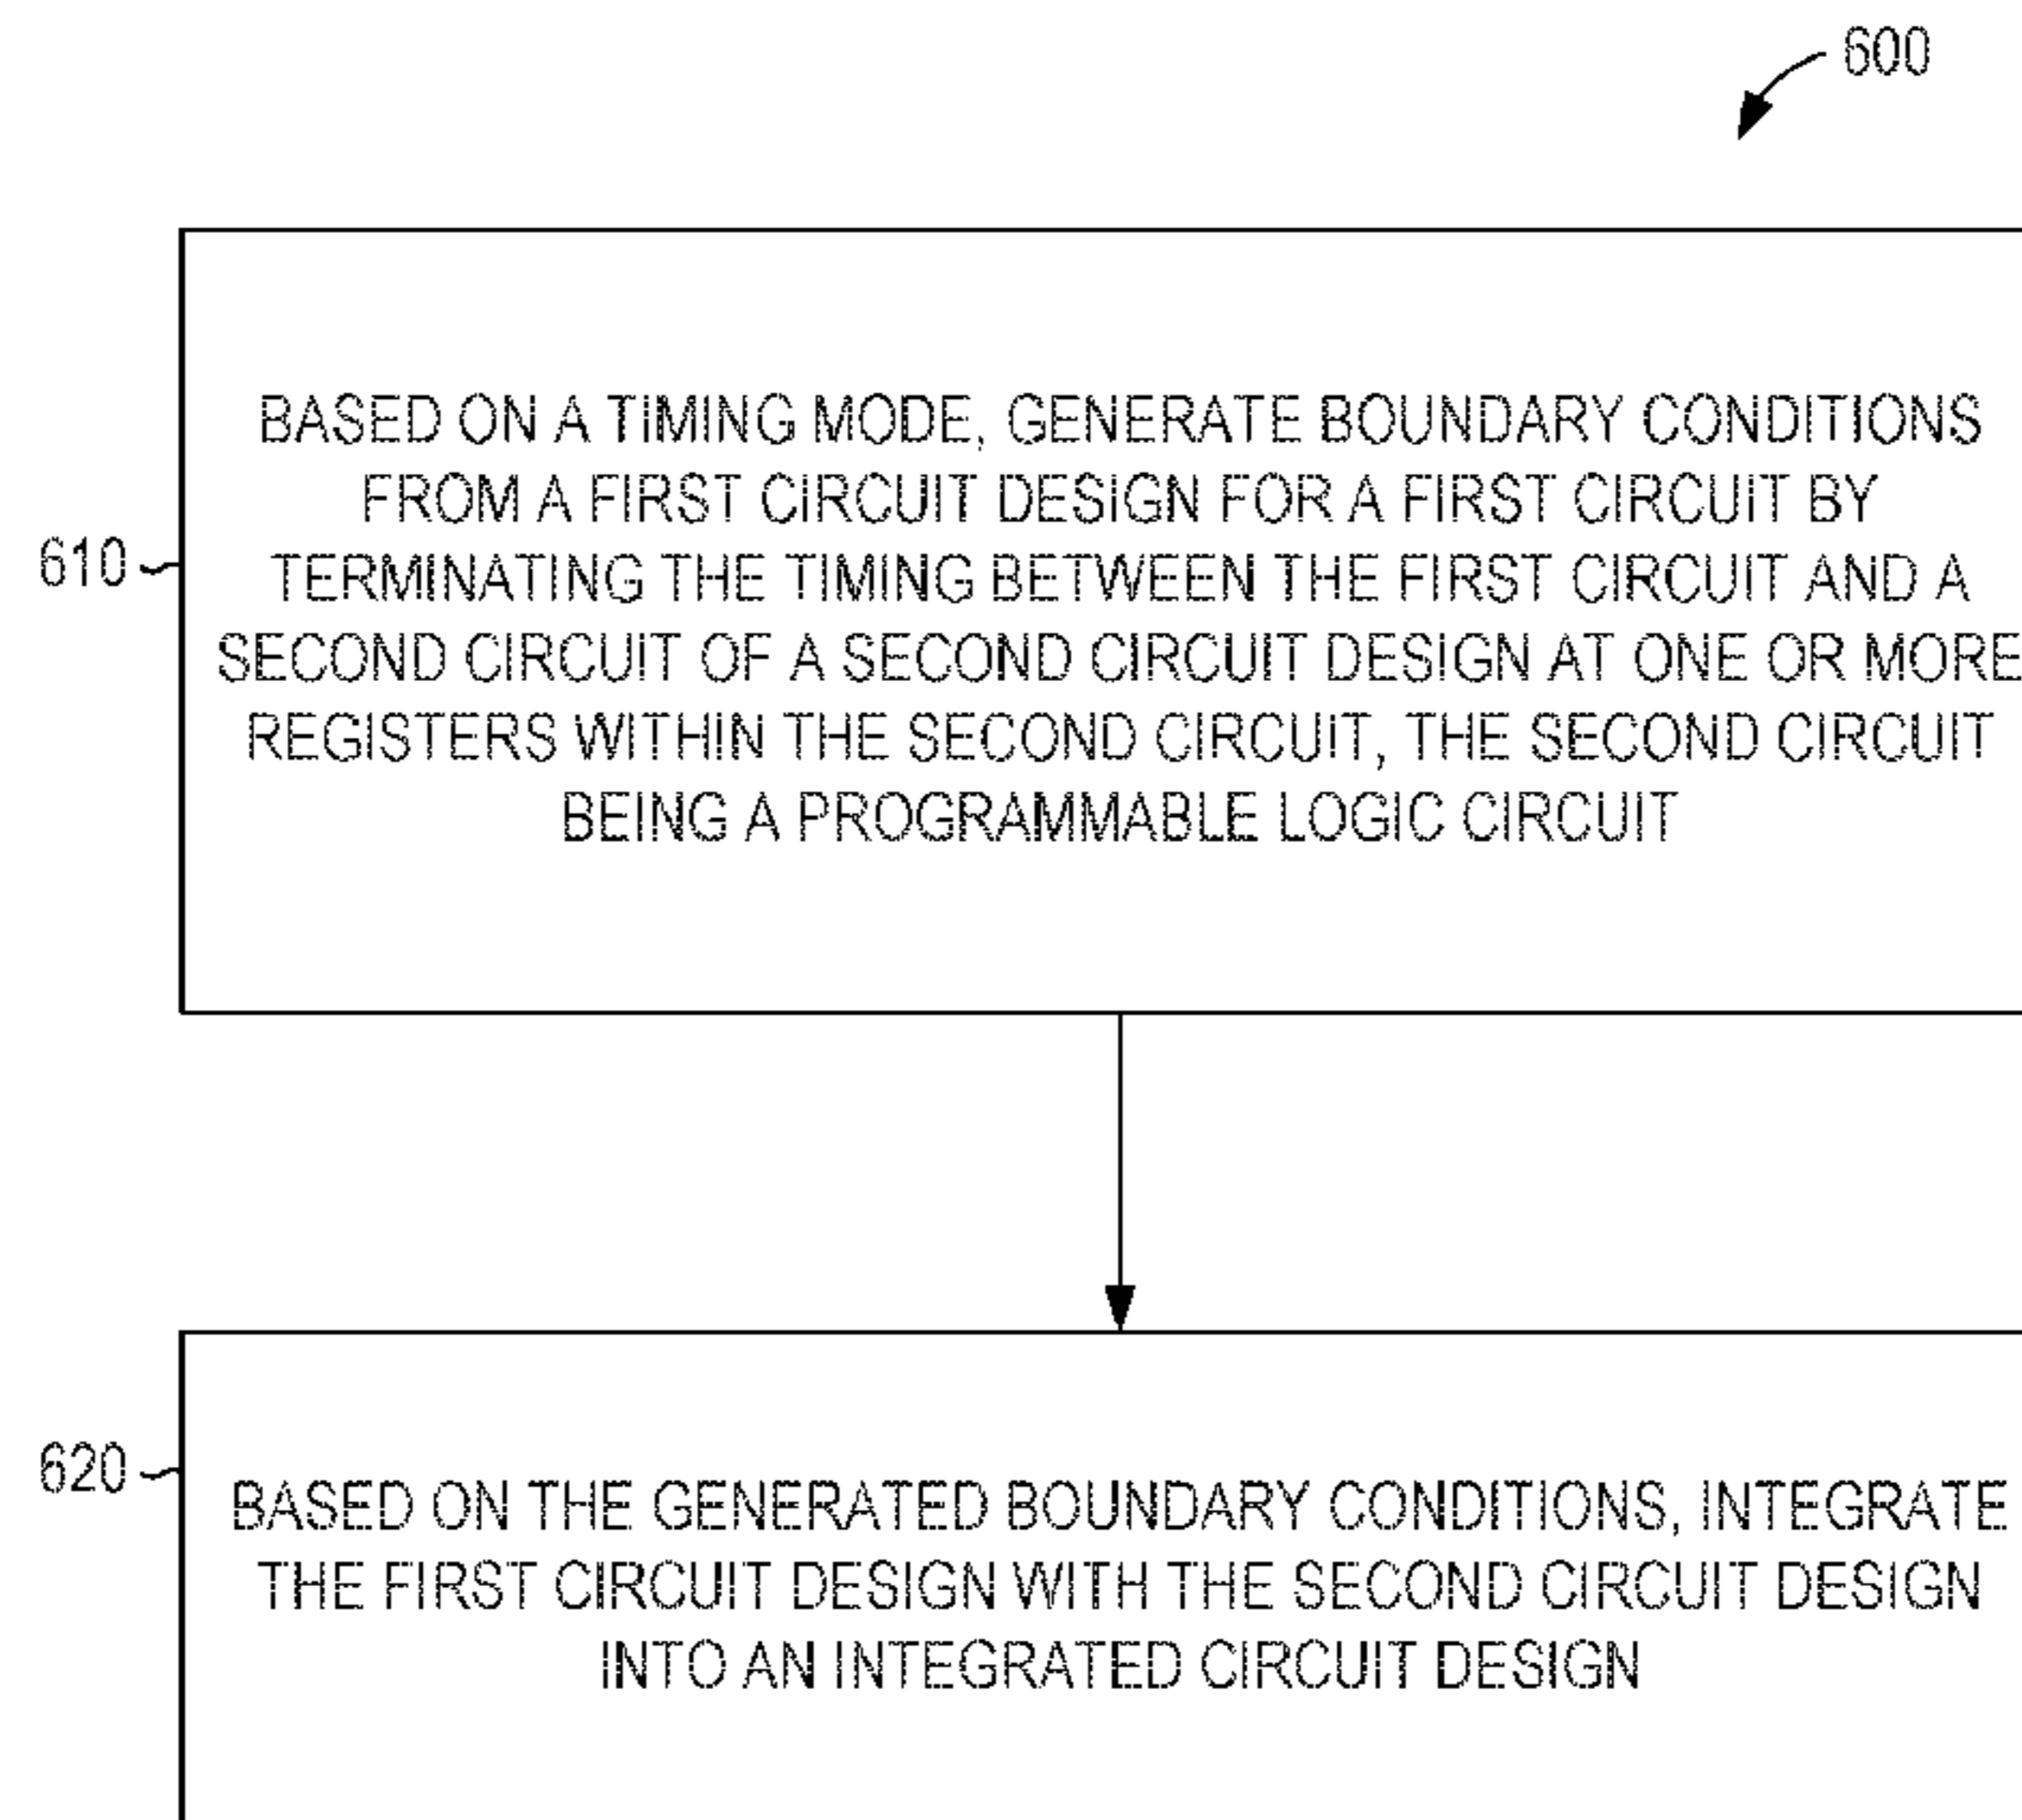 600
610
BASED ON A TIMING MODE, GENERATE BOUNDARY CONDITIONS
FROM A FIRST CIRCUIT DESIGN FOR A FIRST CIRCUIT BY
TERMINATING THE TIMING BETWEEN THE FIRST CIRCUIT AND A
SECOND CIRCUIT OF A SECOND CIRCUIT DESIGN AT ONE OR MORE
REGISTERS WITHIN THE SECOND CIRCUIT, THE SECOND CIRCUIT
BEING A PROGRAMMABLE LOGIC CIRCUIT
620
BASED ON THE GENERATED BOUNDARY CONDITIONS, INTEGRATE
THE FIRST CIRCUIT DESIGN WITH THE SECOND CIRCUIT DESIGN
INTO AN INTEGRATED CIRCUIT DESIGN